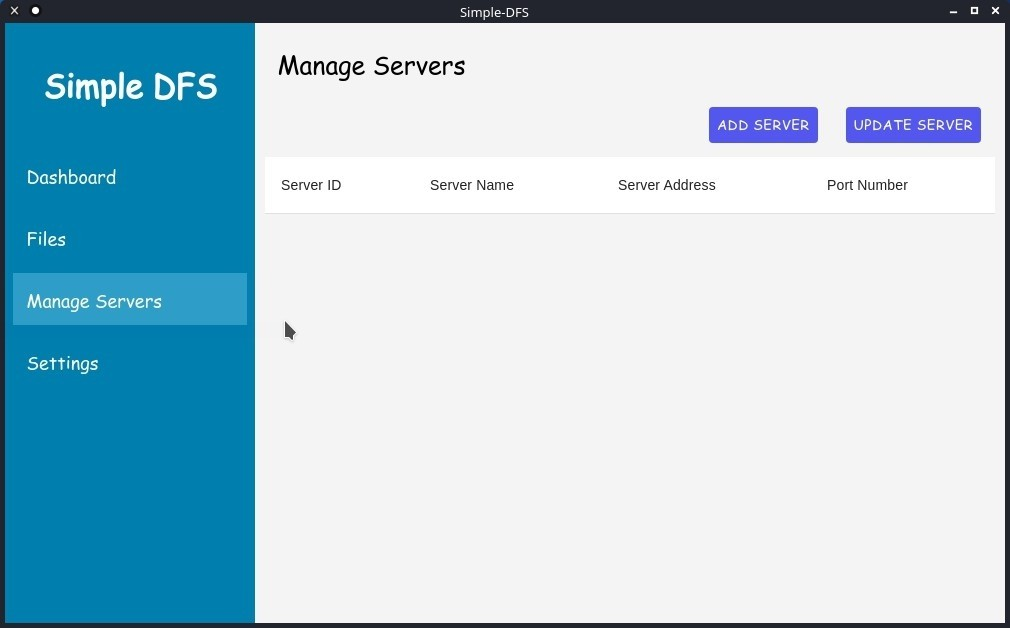 Simple-DFS
Simple DFS
Dashboard
Files
Manage Servers
Settings
Manage Servers
ADD SERVER UPDATE SERVER
Server ID Server Name Server Address Port Number